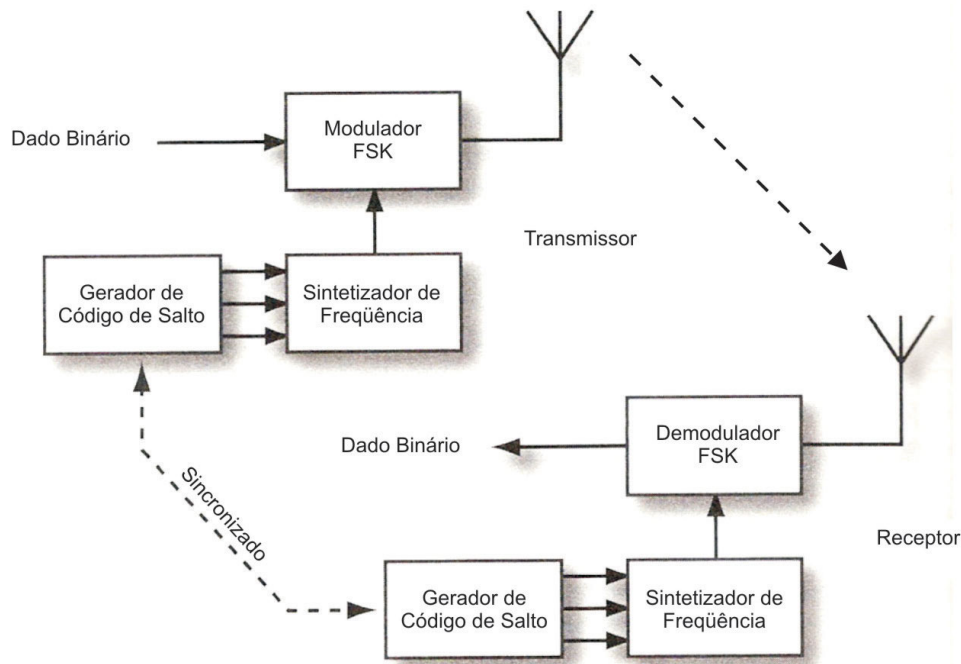 Dado Binário
Modulador
FSK
Transmissor
Gerador de
Código de Salto
Sintetizador de
Freqüência
Sincronizado
Dado Binário
Demodulador
FSK
Receptor
Gerador de
Código de Salto
Sintetizador de
Freqüência